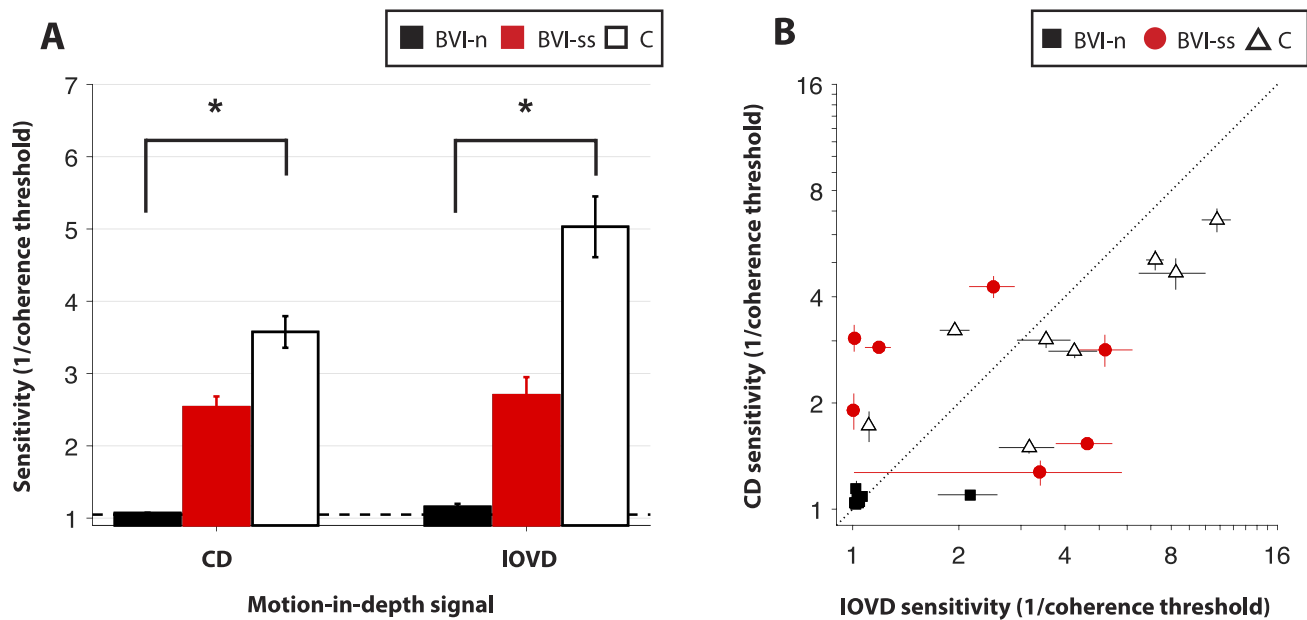 A
BVI-n BVI-ss C
Sensitivity (1/coherence threshold)
7
6
5
4
3
2
1
*
*
CD IOVD
Motion-in-depth signal
B
BVI-n BVI-ss C
CD sensitivity (1/coherence threshold)
16
8
4
2
1
1 2 4 8 16
IOVD sensitivity (1/coherence threshold)